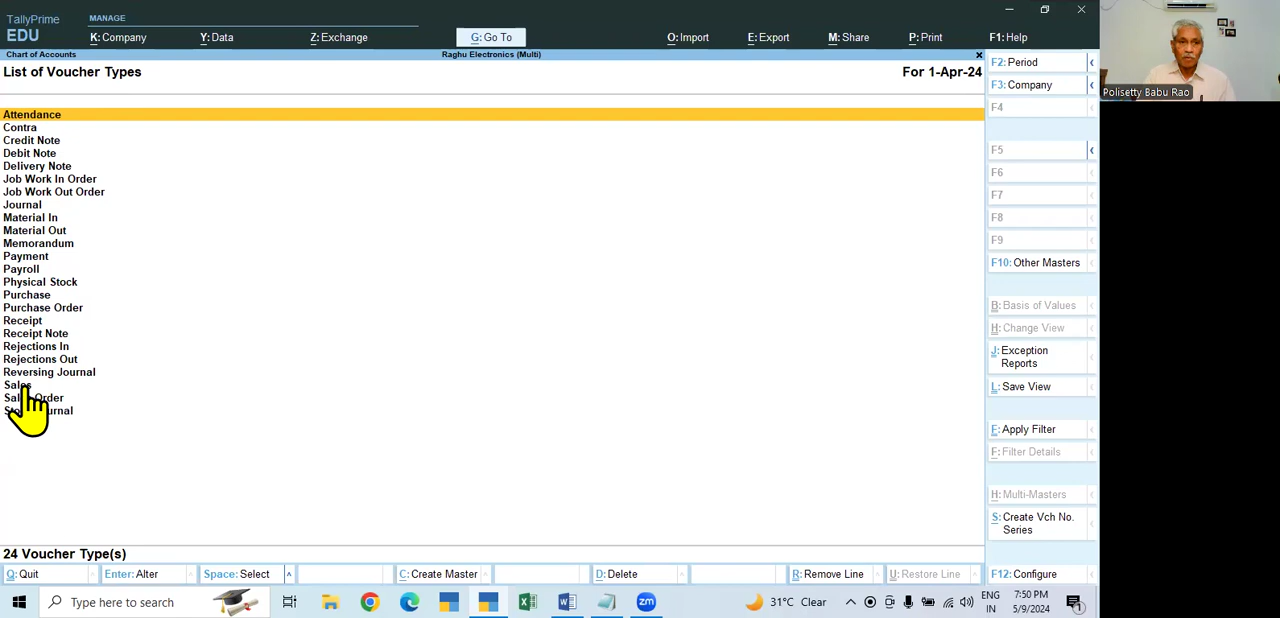 TallyPrime
EDU
MANAGE
K: Company
Y: Data
Z: Exchange
G: Go To
O: Import
E: Export
M: Share
P: Print
F1: Help
Chart of Accounts
Raghu Electronics (Multi)
List of Voucher Types
For 1-Apr-24
Attendance
Contra
Credit Note
Debit Note
Delivery Note
Job Work In Order
Job Work Out Order
Journal
Material In
Material Out
Memorandum
Payment
Payroll
Physical Stock
Purchase
Purchase Order
Receipt
Receipt Note
Rejections In
Rejections Out
Reversing Journal
Sales
Sales Order
Stock Journal
24 Voucher Type(s)
F2: Period
F3: Company
F4
F5
F6
F7
F8
F9
F10: Other Masters
B: Basis of Values
H: Change View
J: Exception
Reports
L: Save View
F: Apply Filter
F: Filter Details
H: Multi-Masters
S: Create Vch No.
Series
F12: Configure
Q: Quit
Enter: Alter
Space: Select
C: Create Master
D: Delete
R: Remove Line
U: Restore Line
Polisetty Babu Rao
Type here to search
zm
31°C Clear
ENG
IN
7:50 PM
5/9/2024
1